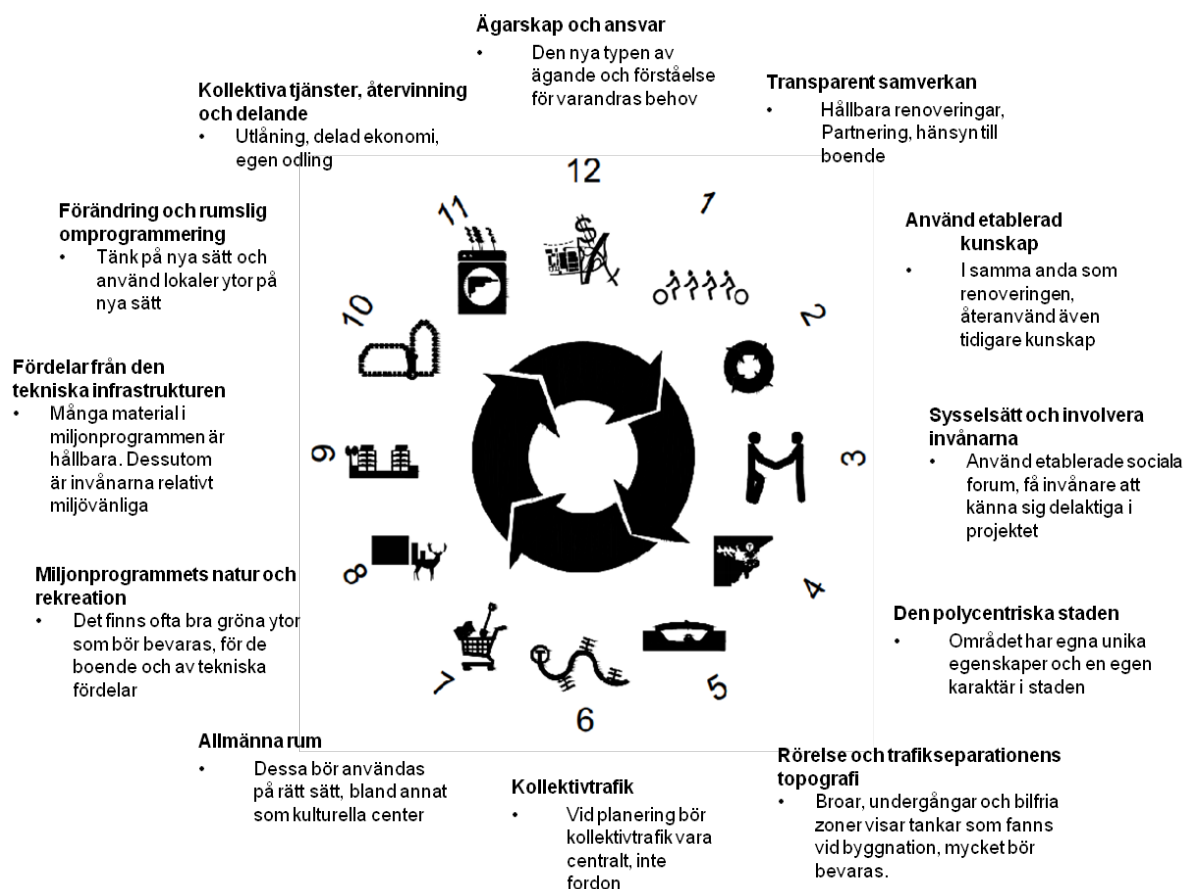 Ägarskap och ansvar
• Den nya typen av
ägande och förståelse
för varandras behov
Transparent samverkan
• Hållbara renoveringar,
Partnering, hänsyn till
boende
Använd etablerad
kunskap
• I samma anda som
renoveringen,
återanvänd även
tidigare kunskap
Sysselsätt och involvera
invånarna
• Använd etablerade sociala
forum, få invånare att
känna sig delaktiga i
projektet
Den polycentriska staden
• Området har egna unika
egenskaper och en egen
karaktär i staden
Rörelse och trafikseparationens
topografi
• Broar, undergångar och bilfria
zoner visar tankar som fanns
vid byggnation, mycket bör
bevaras.
Kollektivtrafik
• Vid planering bör
kollektivtrafik vara
centralt, inte
fordon
Allmänna rum
• Dessa bör användas
på rätt sätt, bland annat
som kulturella center
Miljonprogrammets natur och
rekreation
• Det finns ofta bra gröna ytor
som bör bevaras, för de
boende och av tekniska
fördelar
Fördelar från den
tekniska infrastrukturen
• Många material i
miljonprogrammen är
hållbara. Dessutom
är invånarna relativt
miljövänliga
Förändring och rumslig
omprogrammering
• Tänk på nya sätt och
använd lokaler ytor på
nya sätt
Kollektiva tjänster, återvinning
och delande
• Utlåning, delad ekonomi,
egen odling
12
1
2
3
4
5
6
7
8
9
10
11
$
T